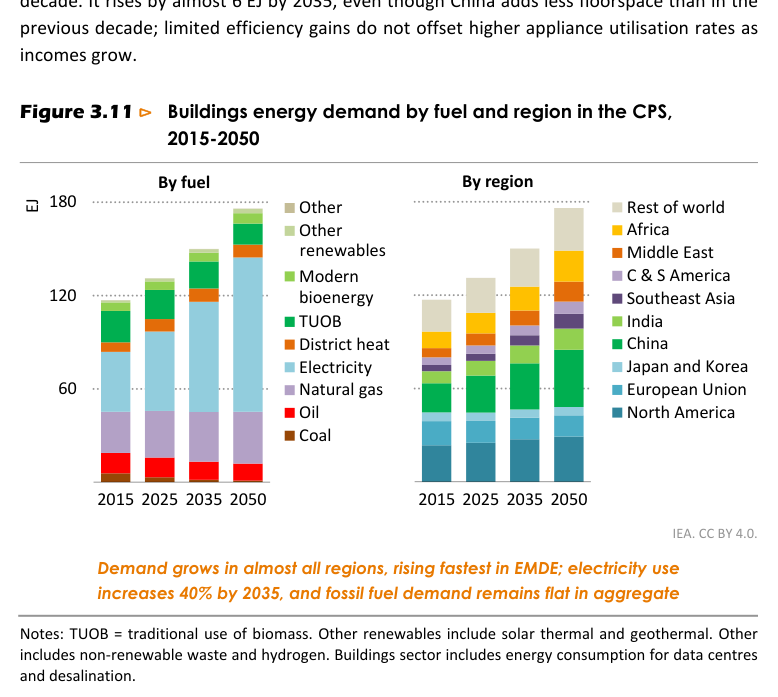 decade. It rises by almost 6 EJ by 2035, even though China adds less floorspace than in the
previous decade; limited efficiency gains do not offset higher appliance utilisation rates as
incomes grow.
Figure 3.11 ▻ Buildings energy demand by fuel and region in the CPS,
2015-2050
By fuel
EJ
180
120
60
2015 2025 2035 2050
Other
Other
renewables
Modern
bioenergy
TUOB
District heat
Electricity
Natural gas
Oil
Coal
By region
2015 2025 2035 2050
Rest of world
Africa
Middle East
C & S America
Southeast Asia
India
China
Japan and Korea
European Union
North America
IEA. CC BY 4.0.
Demand grows in almost all regions, rising fastest in EMDE; electricity use
increases 40% by 2035, and fossil fuel demand remains flat in aggregate
Notes: TUOB = traditional use of biomass. Other renewables include solar thermal and geothermal. Other
includes non-renewable waste and hydrogen. Buildings sector includes energy consumption for data centres
and desalination.